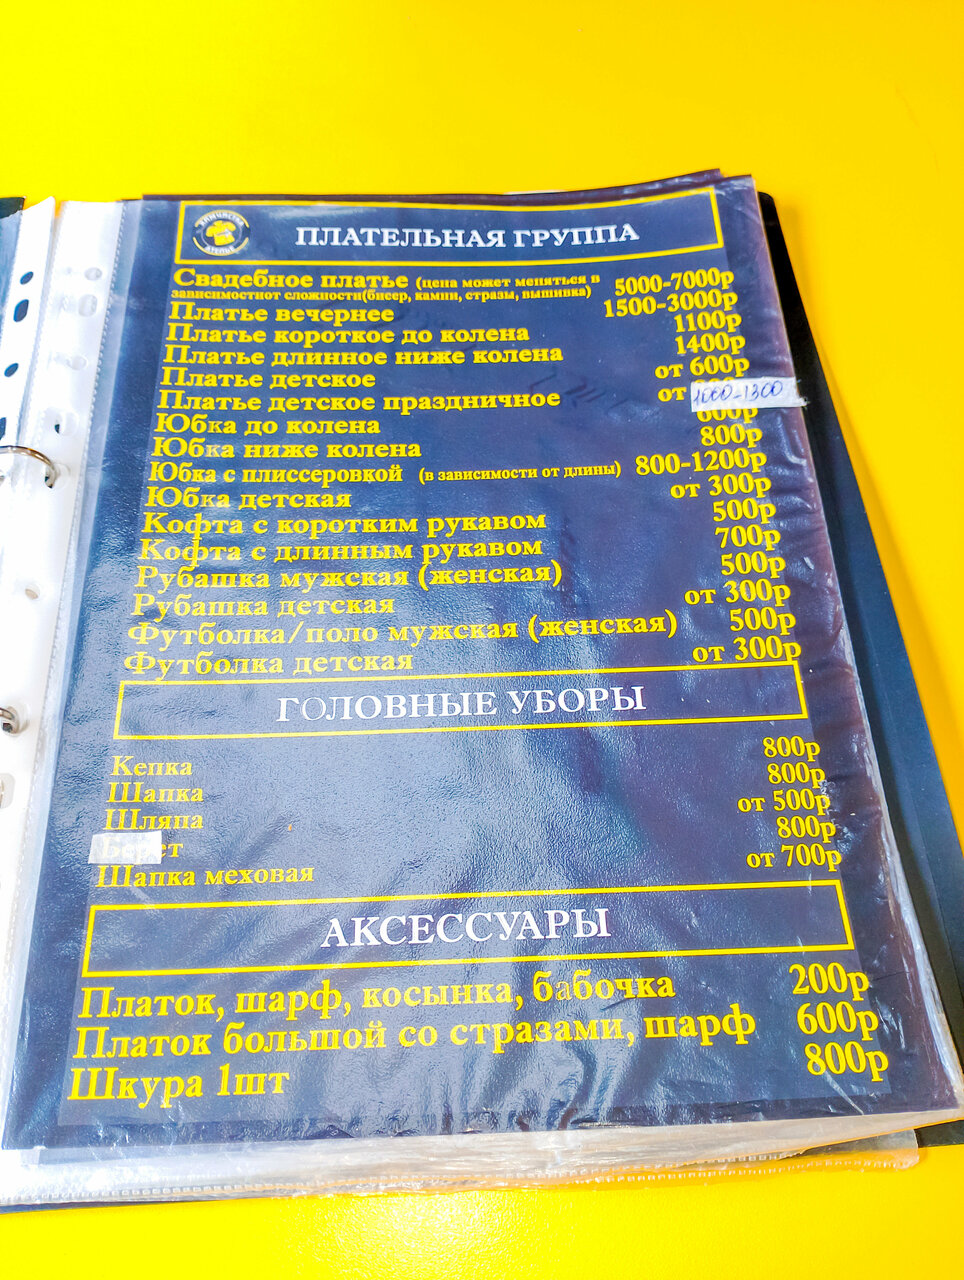 ХИМЧИСТКА
АТЕЛЬЕ
ПЛАТЕЛЬНАЯ ГРУППА
Свадебное платье (цена может меняться в
зависимостиот сложности(бисер, камни, стразы, вышивка) 5000-7000р
Платье вечернее 1500-3000р
Платье короткое до колена 1100р
Платье длинное ниже колена 1400р
Платье детское от 600р
Платье детское праздничное от 1000-1300
Юбка до колена 600р
Юбка ниже колена 800р
Юбка с плиссеровкой (в зависимости от длины) 800-1200р
Юбка детская от 300р
Кофта с коротким рукавом 500р
Кофта с длинным рукавом 700р
Рубашка мужская (женская) 500р
Рубашка детская от 300р
Футболка/поло мужская (женская) 500р
Футболка детская от 300р
ГОЛОВНЫЕ УБОРЫ
Кепка 800р
Шапка 800р
Шляпа от 500р
Берет 800р
Шапка меховая от 700р
АКСЕССУАРЫ
Платок, шарф, косынка, бабочка 200р
Платок большой со стразами, шарф 600р
Шкура 1шт 800р